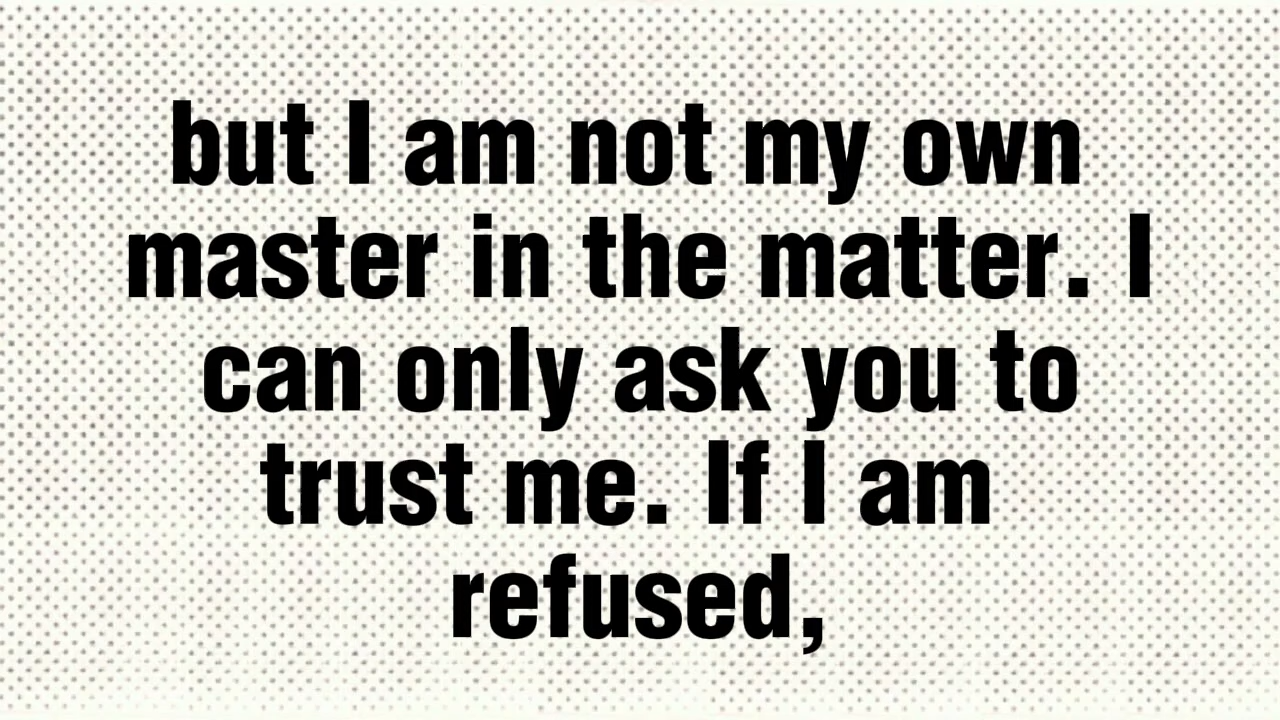 but I am not my own
master in the matter. I
can only ask you to
trust me. If I am
refused,